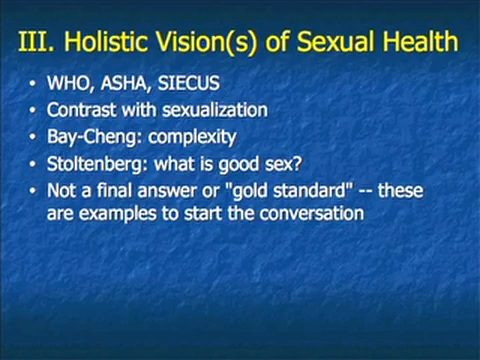 III. Holistic Vision(s) of Sexual Health
• WHO, ASHA, SIECUS
• Contrast with sexualization
• Bay-Cheng: complexity
• Stoltenberg: what is good sex?
• Not a final answer or "gold standard" -- these
are examples to start the conversation